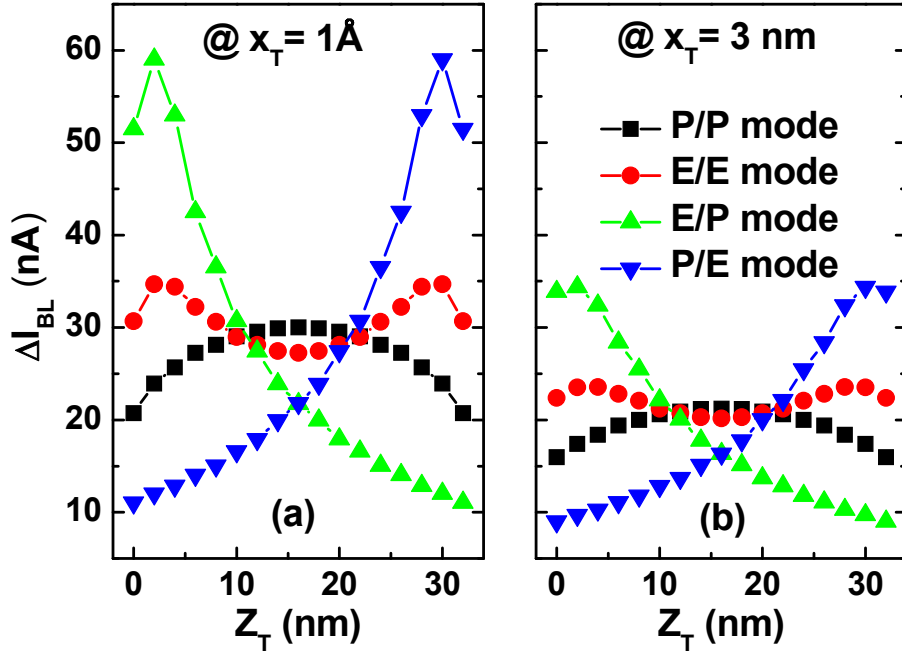 @ x_T = 1Å
@ x_T = 3 nm
60
50
40
30
20
10
ΔI_BL (nA)
P/P mode
E/E mode
E/P mode
P/E mode
(a)
(b)
0 10 20 30
0 10 20 30
Z_T (nm)
Z_T (nm)